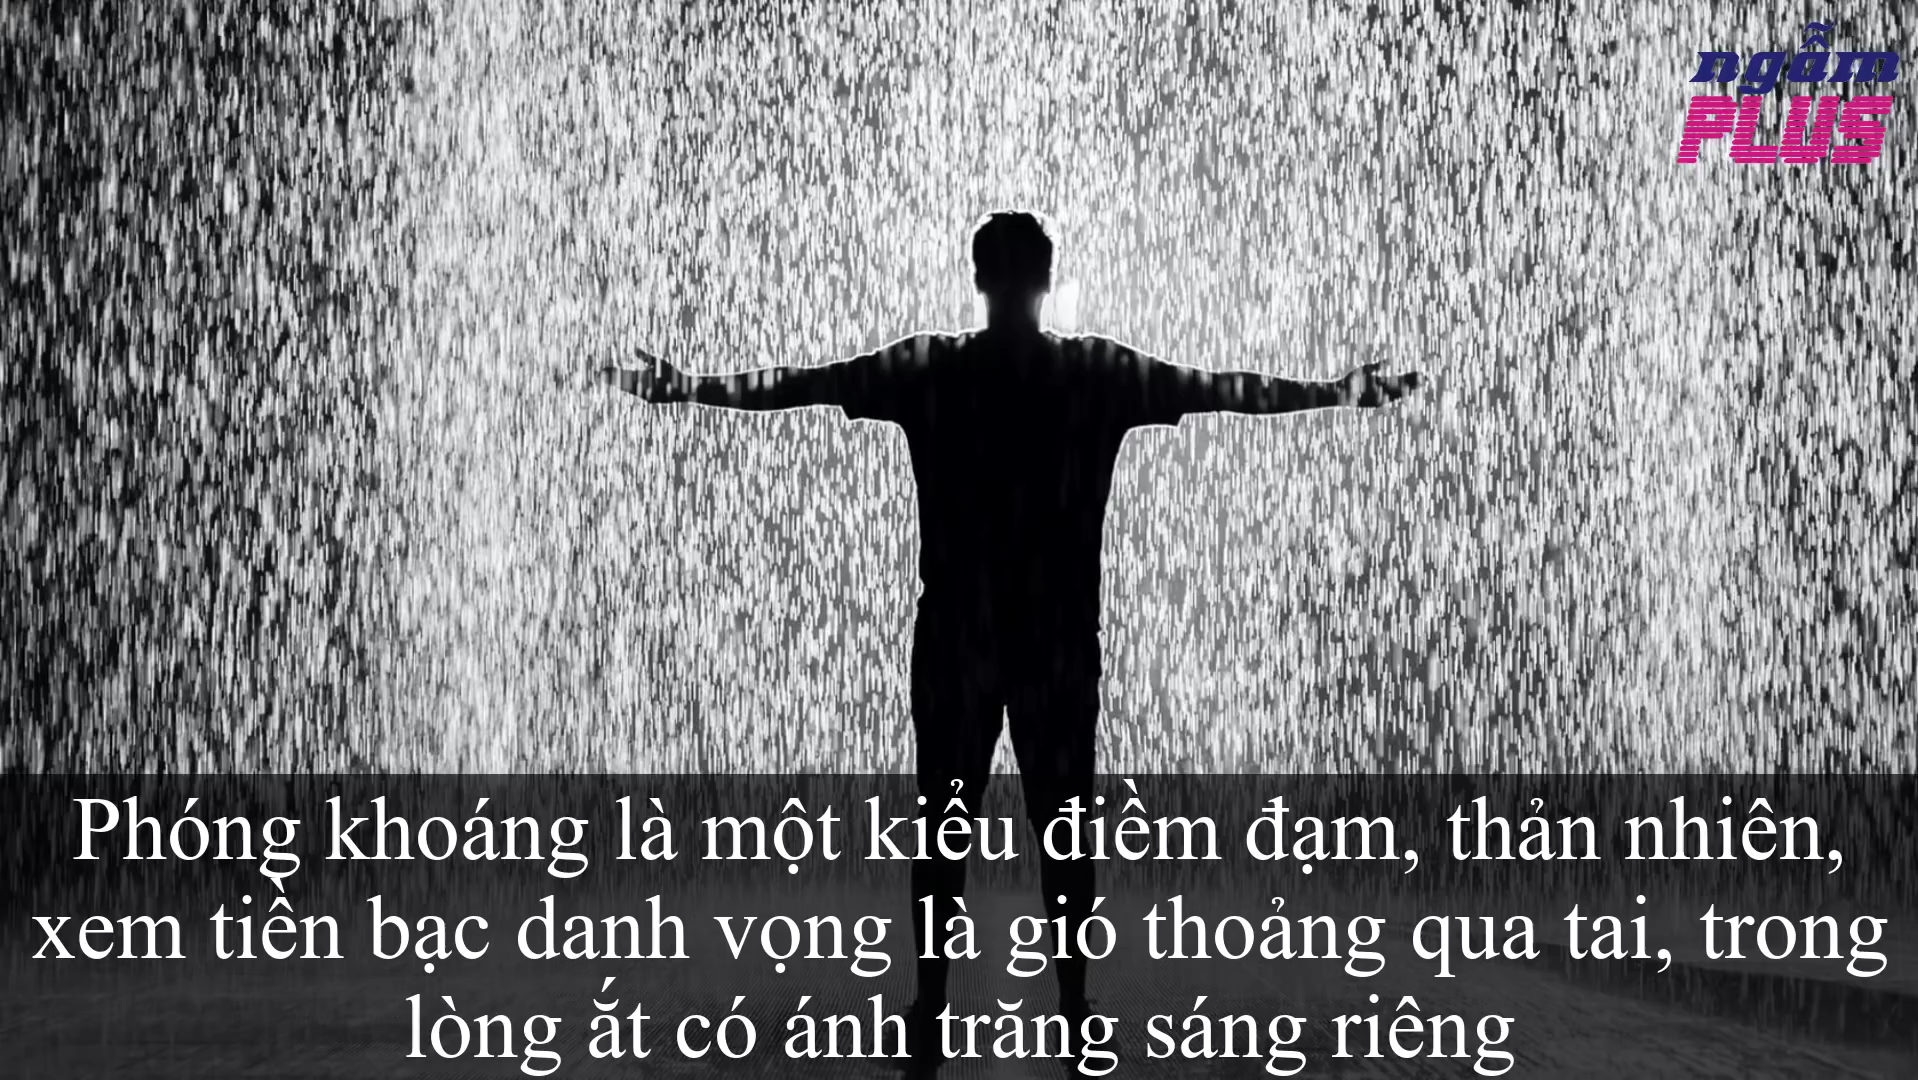 ngẫm
PLUS
Phóng khoáng là một kiểu điềm đạm, thản nhiên,
xem tiền bạc danh vọng là gió thoảng qua tai, trong
lòng ắt có ánh trăng sáng riêng